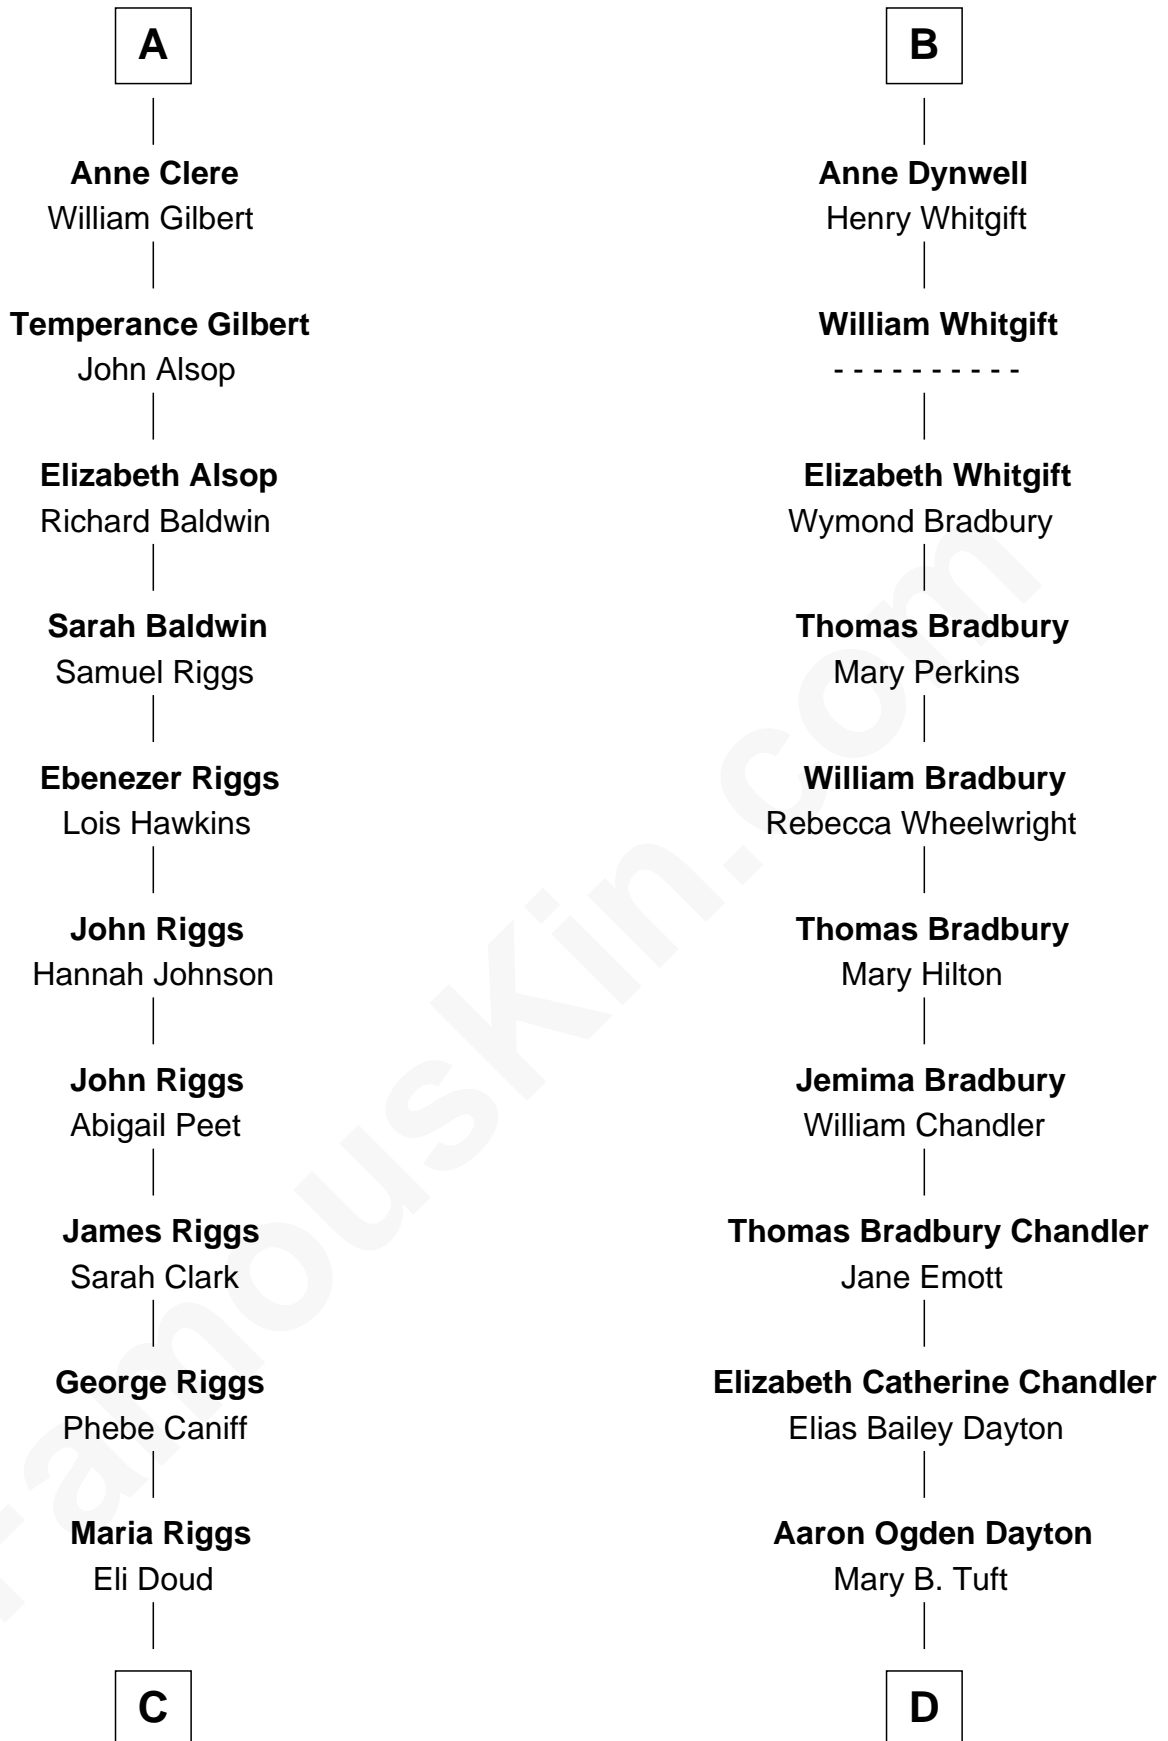 A
Anne Clere
William Gilbert
Temperance Gilbert
John Alsop
Elizabeth Alsop
Richard Baldwin
Sarah Baldwin
Samuel Riggs
Ebenezer Riggs
Lois Hawkins
John Riggs
Hannah Johnson
John Riggs
Abigail Peet
James Riggs
Sarah Clark
George Riggs
Phebe Caniff
Maria Riggs
Eli Doud
C
B
Anne Dynwell
Henry Whitgift
William Whitgift
- - - - - - - - - -
Elizabeth Whitgift
Wymond Bradbury
Thomas Bradbury
Mary Perkins
William Bradbury
Rebecca Wheelwright
Thomas Bradbury
Mary Hilton
Jemima Bradbury
William Chandler
Thomas Bradbury Chandler
Jane Emott
Elizabeth Catherine Chandler
Elias Bailey Dayton
Aaron Ogden Dayton
Mary B. Tuft
D
FamousKin.com